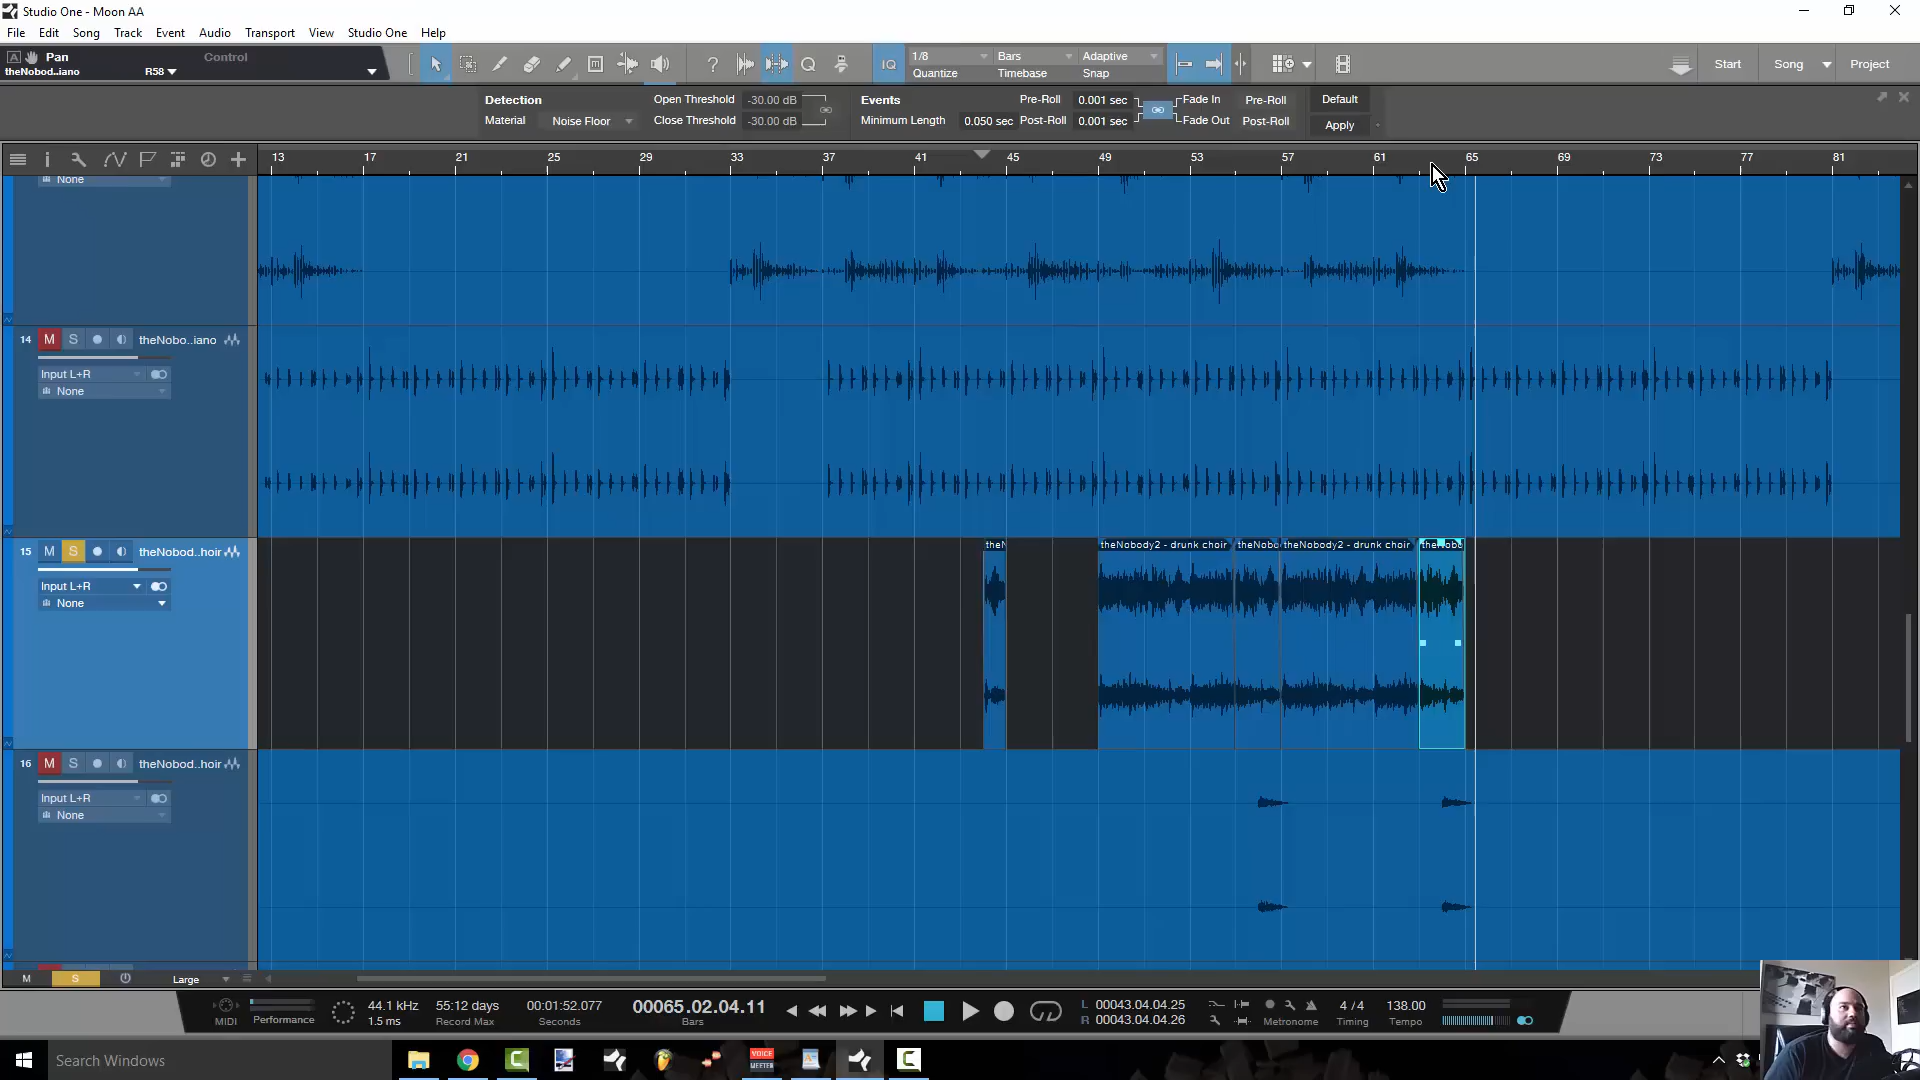 Studio One - Moon AA
File Edit Song Track Event Audio Transport View Studio One Help
Pan
Control
theNobod..iano
R58
?
IQ
1/8
Bars
Adaptive
Quantize
Timebase
Snap
Start
Song
Project
Detection
Open Threshold
-30.00 dB
Events
Pre-Roll
0.001 sec
Fade In
Pre-Roll
Default
Material
Noise Floor
Close Threshold
-30.00 dB
Minimum Length
0.050 sec
Post-Roll
0.001 sec
Fade Out
Post-Roll
Apply
13 17 21 25 29 33 37 41 45 49 53 57 61 65 69 73 77 81
None
14 M S theNobo..iano
Input L+R
None
15 M S theNobod..hoir
theN
theNobody2 - drunk choir
theNobo
theNobody2 - drunk choir
theNobo
Input L+R
None
16 M S theNobod..hoir
Input L+R
None
M S Large
MIDI
Performance
44.1 kHz
1.5 ms
55:12 days
Record Max
00:01:52.077
Seconds
00065.02.04.11
Bars
L 00043.04.04.25
R 00043.04.04.26
Metronome
4 / 4
Timing
138.00
Tempo
Search Windows
VOICE
MEETER